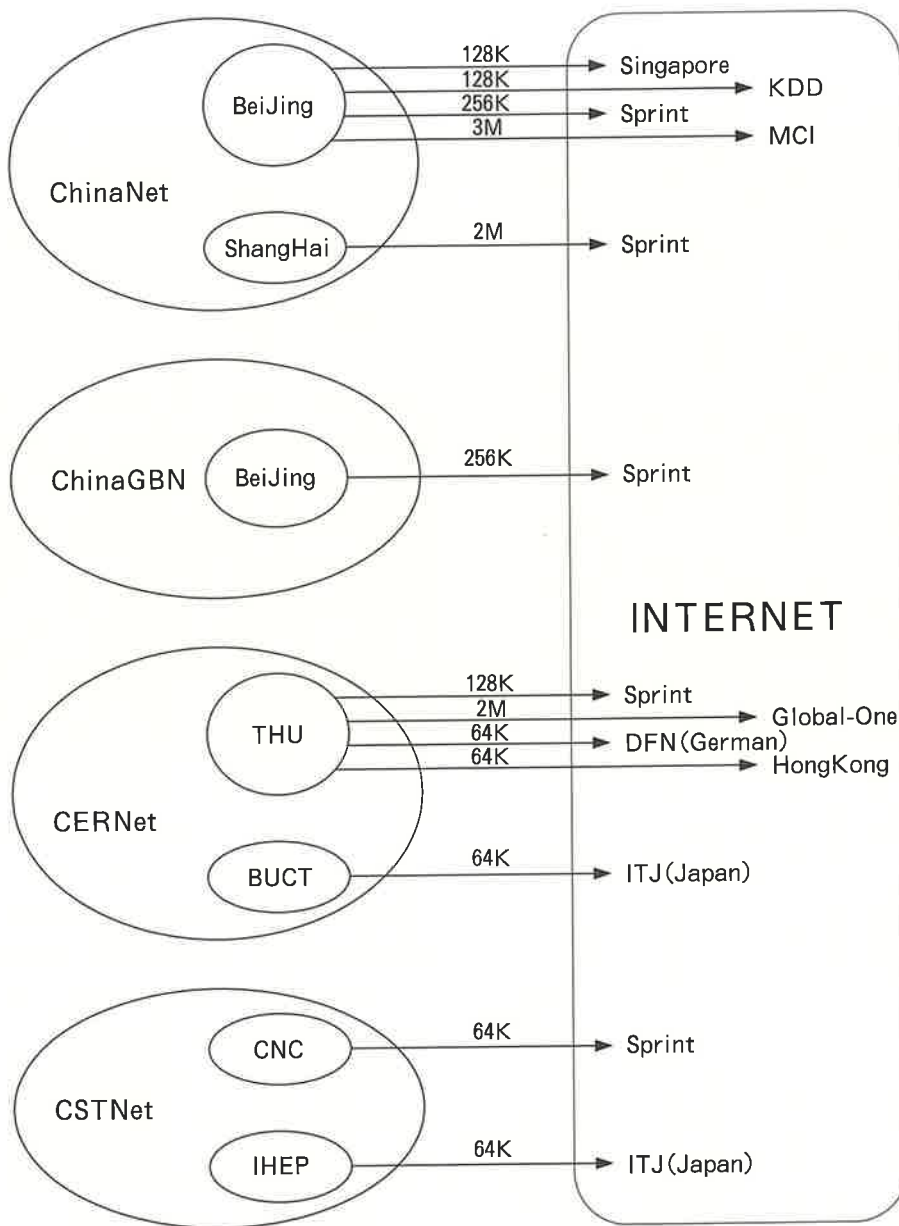 128K
Singapore
128K
KDD
BeiJing
256K
Sprint
3M
MCI
ChinaNet
ShangHai
2M
Sprint
ChinaGBN
BeiJing
256K
Sprint
INTERNET
128K
Sprint
THU
2M
Global-One
64K
DFN(German)
64K
HongKong
CERNet
BUCT
64K
ITJ(Japan)
CNC
64K
Sprint
CSTNet
IHEP
64K
ITJ(Japan)